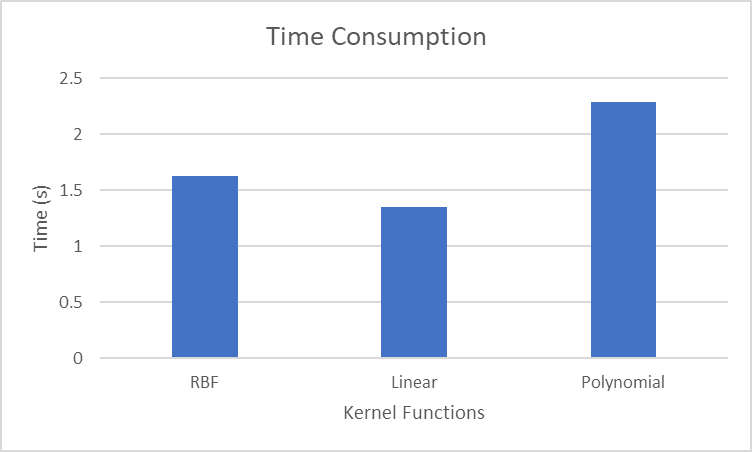 Time Consumption
2.5
2
1.5
1
0.5
0
Time (s)
RBF Linear Polynomial
Kernel Functions